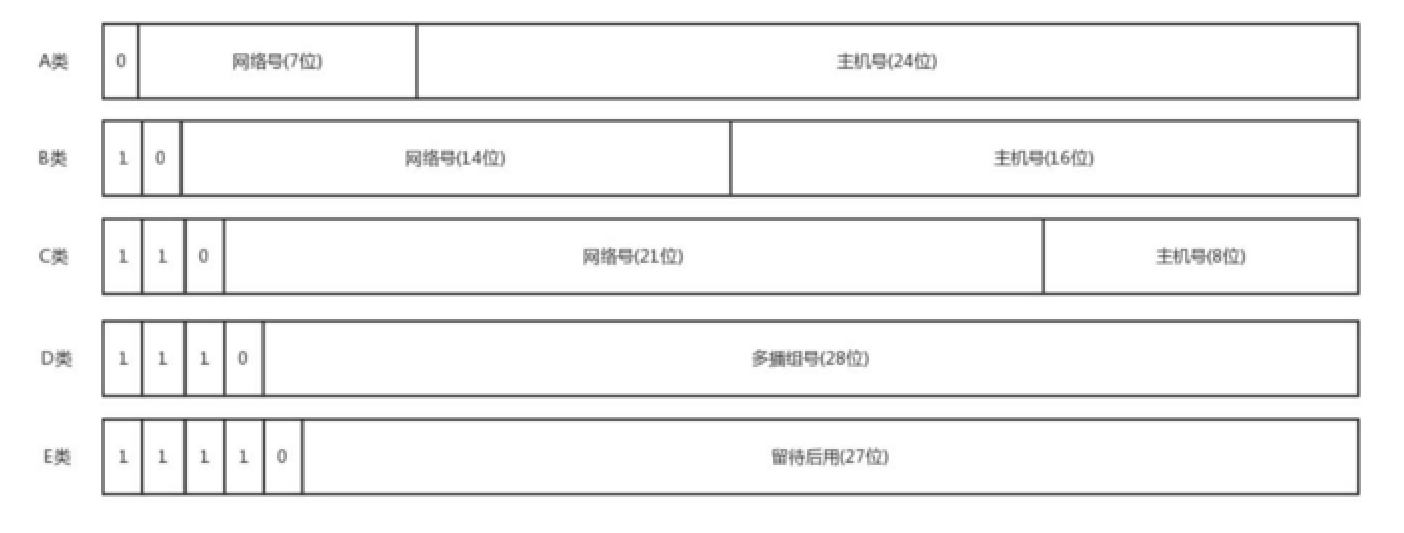 A类 0 网络号(7位) 主机号(24位)
B类 1 0 网络号(14位) 主机号(16位)
C类 1 1 0 网络号(21位) 主机号(8位)
D类 1 1 1 0 多播组号(28位)
E类 1 1 1 1 0 留待后用(27位)